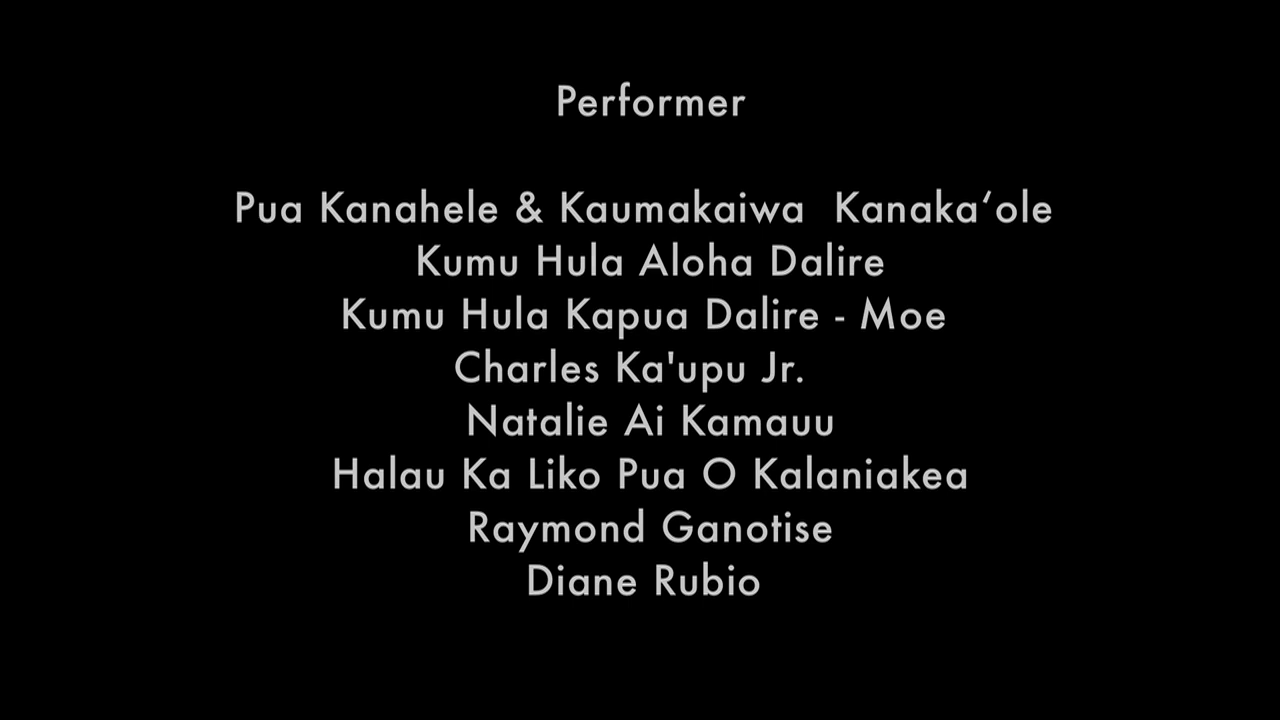 Performer
Pua Kanahele & Kaumakaiwa  Kanaka‘ole
Kumu Hula Aloha Dalire
Kumu Hula Kapua Dalire - Moe
Charles Ka'upu Jr.
Natalie Ai Kamauu
Halau Ka Liko Pua O Kalaniakea
Raymond Ganotise
Diane Rubio